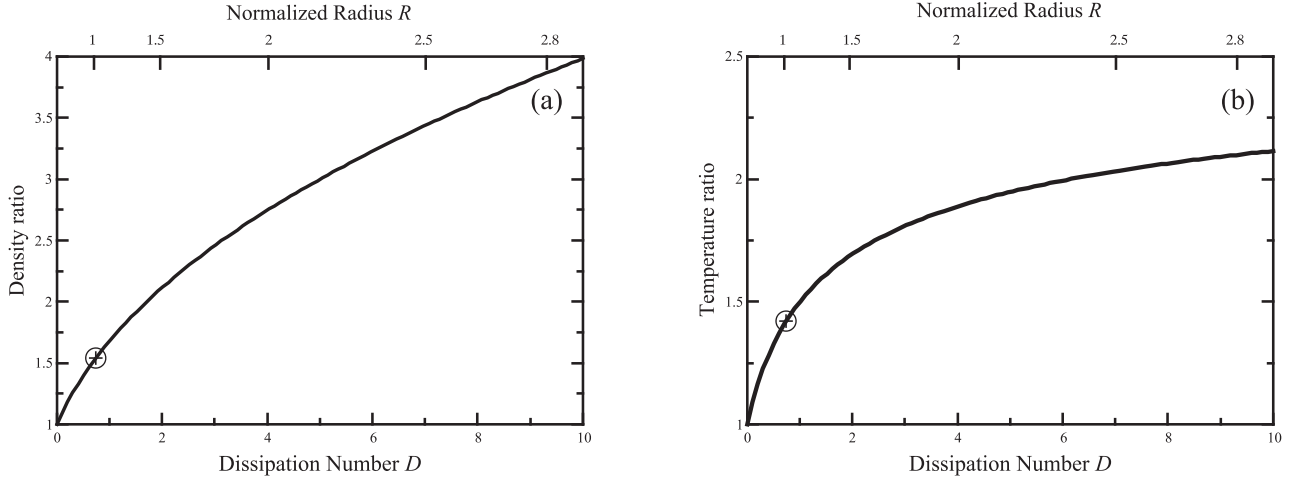 Normalized Radius R
1 1.5 2 2.5 2.8
4
3.5
3
2.5
2
1.5
1
(a)
Density ratio
0 2 4 6 8 10
Dissipation Number D
Normalized Radius R
1 1.5 2 2.5 2.8
2.5
2
1.5
1
(b)
Temperature ratio
0 2 4 6 8 10
Dissipation Number D